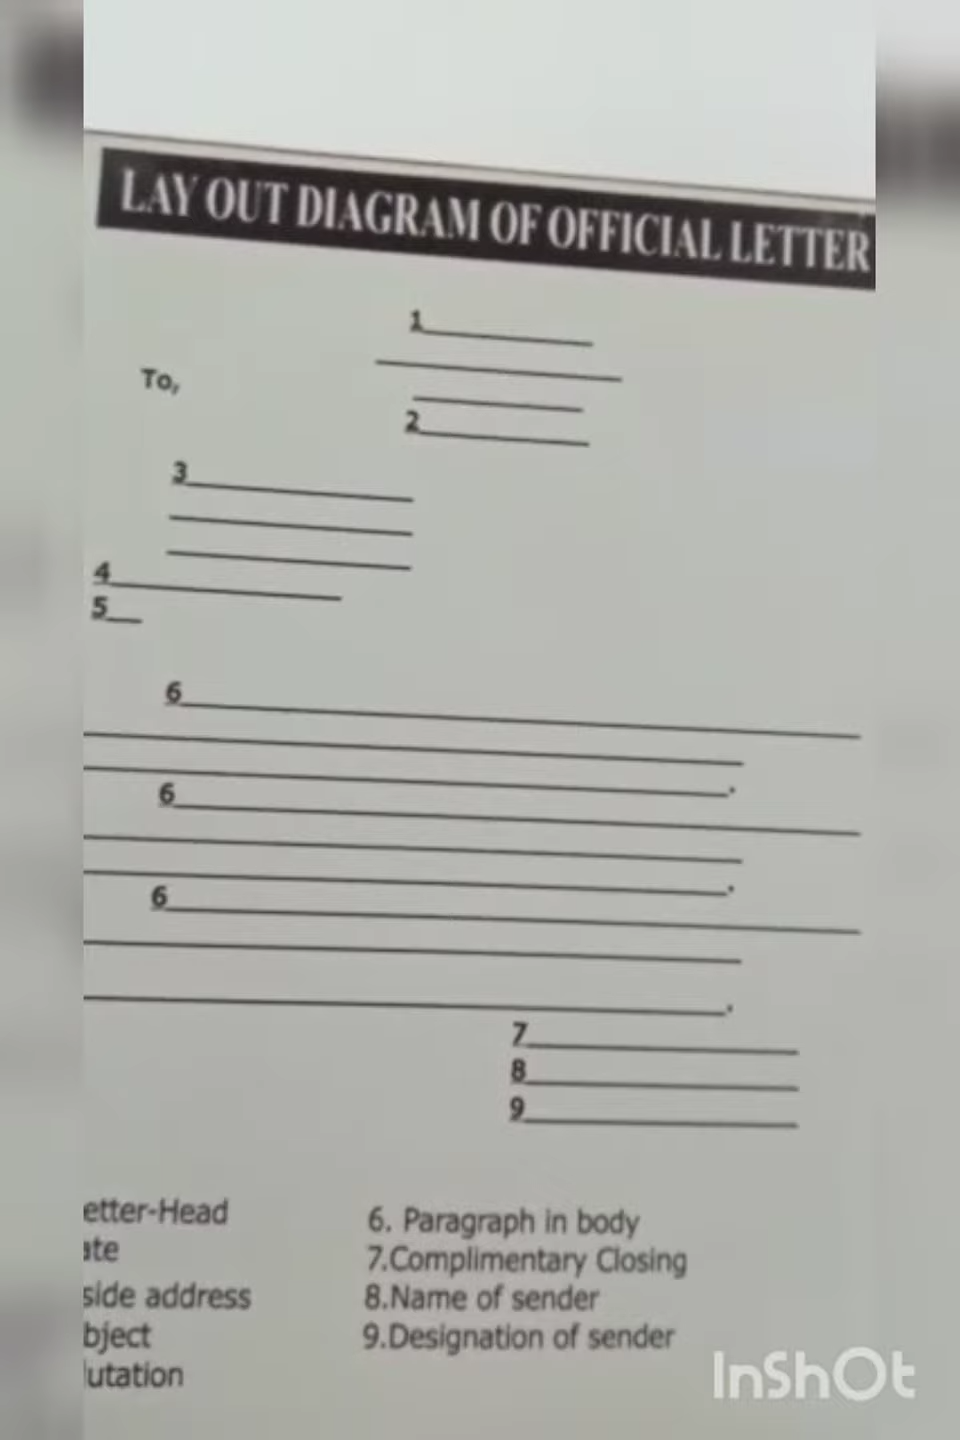 LAY OUT DIAGRAM OF OFFICIAL LETTER
1
To,
2
3
4
5
6
6
6
7
8
9
etter-Head
ate
side address
bject
lutation
6. Paragraph in body
7.Complimentary Closing
8.Name of sender
9.Designation of sender
InShOt